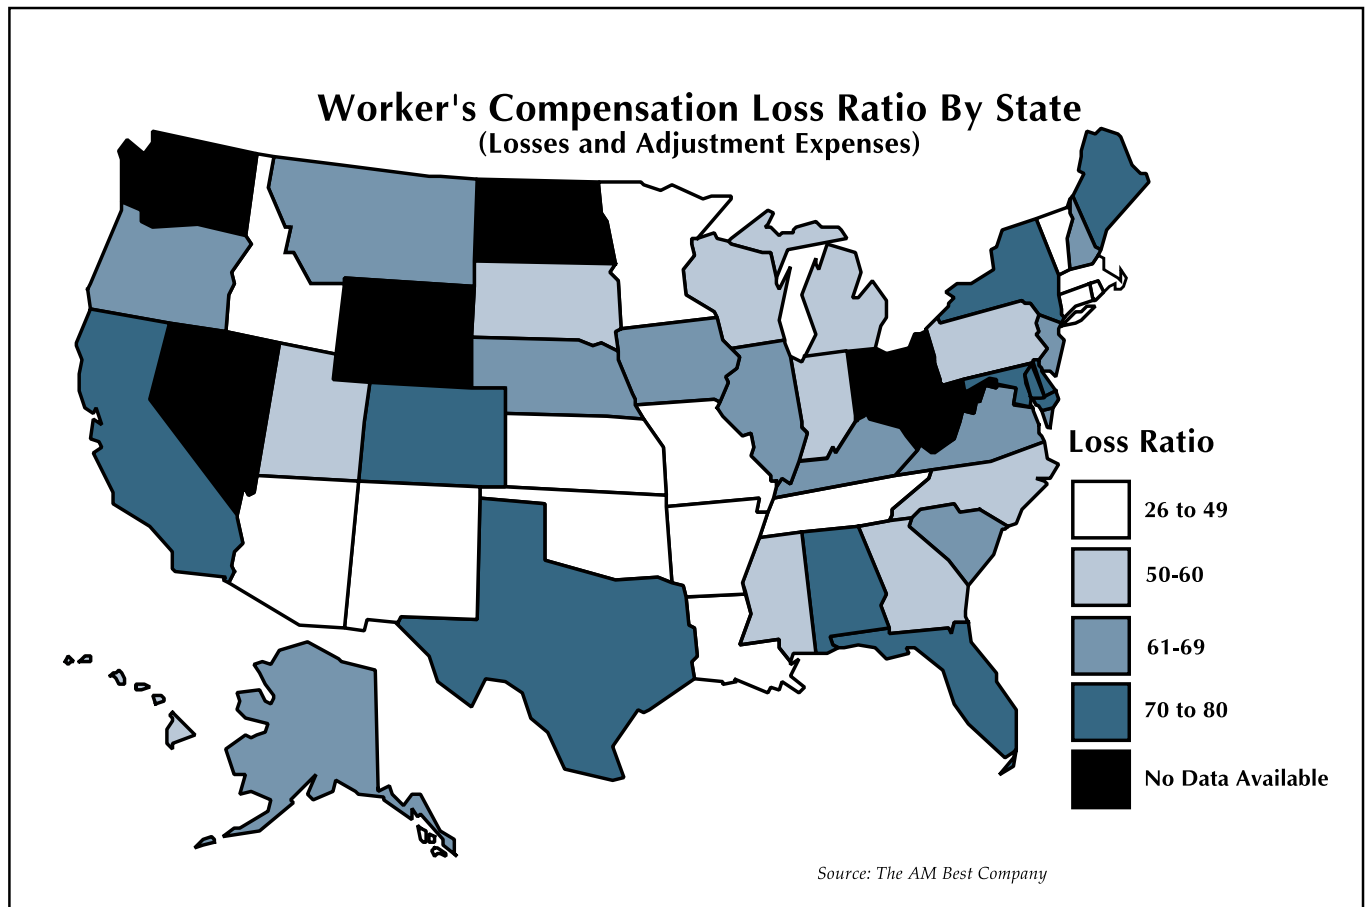 Worker's Compensation Loss Ratio By State
(Losses and Adjustment Expenses)
Loss Ratio
26 to 49
50-60
61-69
70 to 80
No Data Available
Source: The AM Best Company